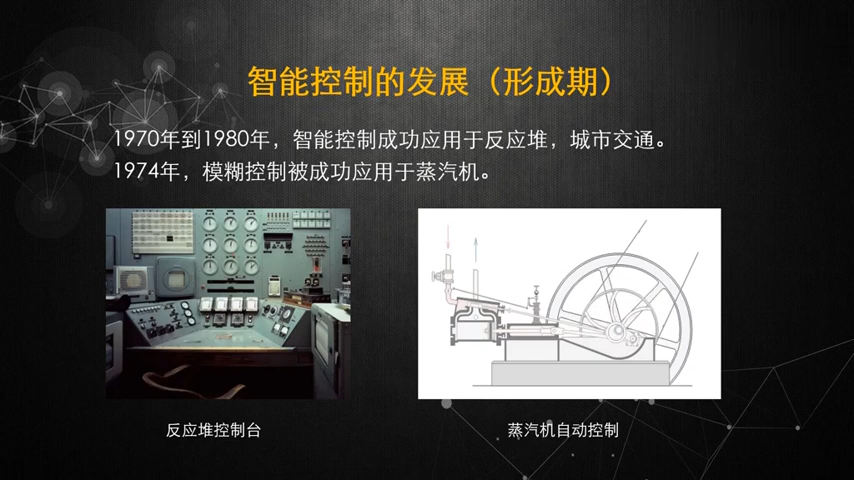 智能控制的发展（形成期）
1970年到1980年，智能控制成功应用于反应堆，城市交通。
1974年，模糊控制被成功应用于蒸汽机。
反应堆控制台
蒸汽机自动控制